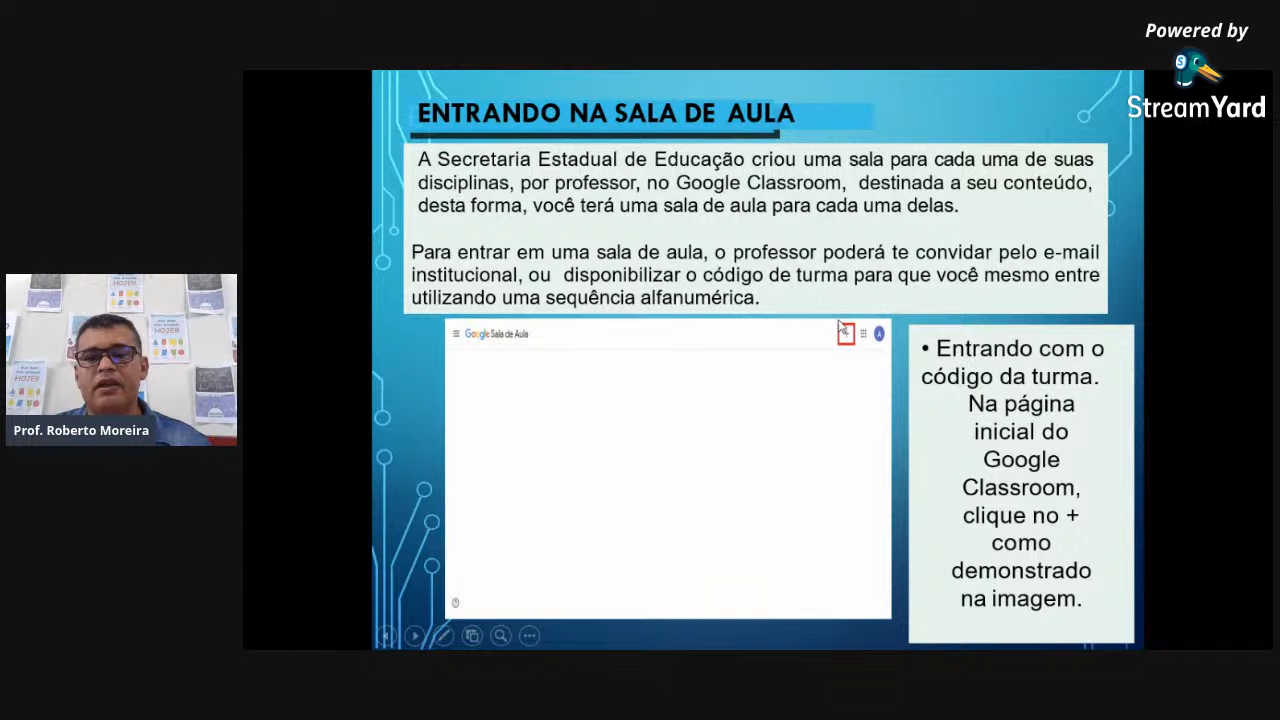 Powered by
StreamYard
ENTRANDO NA SALA DE AULA
A Secretaria Estadual de Educação criou uma sala para cada uma de suas
disciplinas, por professor, no Google Classroom, destinada a seu conteúdo,
desta forma, você terá uma sala de aula para cada uma delas.
Para entrar em uma sala de aula, o professor poderá te convidar pelo e-mail
institucional, ou disponibilizar o código de turma para que você mesmo entre
utilizando uma sequência alfanumérica.
Google Sala de Aula
A
• Entrando com o
código da turma.
Na página
inicial do
Google
Classroom,
clique no +
como
demonstrado
na imagem.
HOJE!!
HOJE!!
HOJE!!
Prof. Roberto Moreira